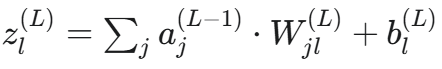 z_l^{(L)} = \sum_j a_j^{(L-1)} \cdot W_{jl}^{(L)} + b_l^{(L)}